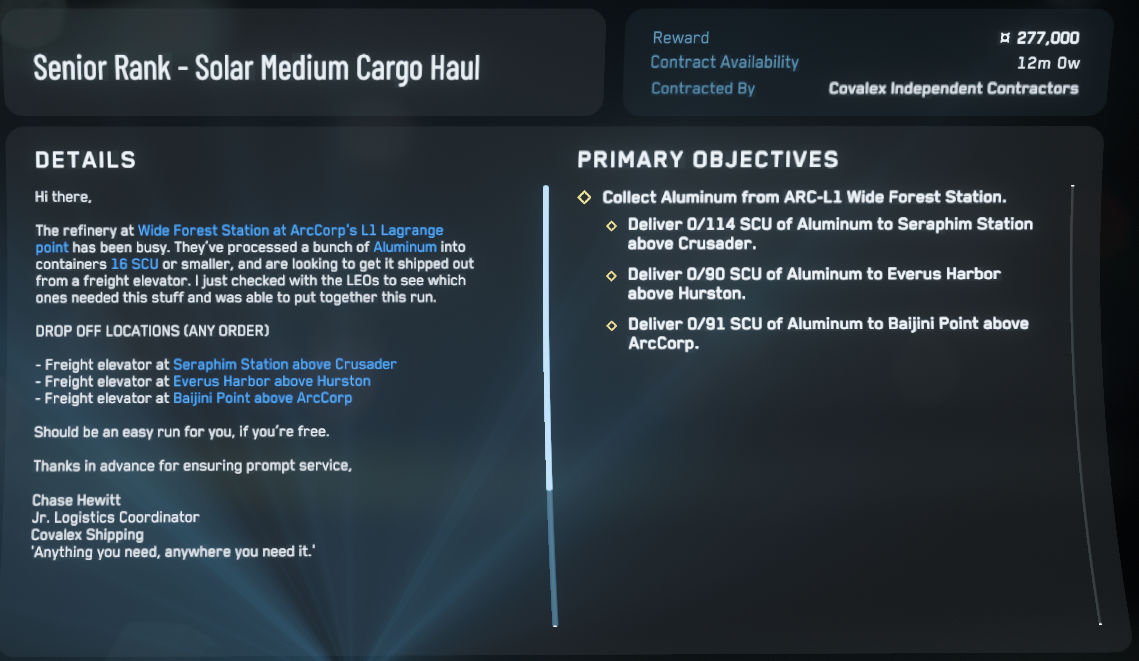 Senior Rank - Solar Medium Cargo Haul
Reward ¤ 277,000
Contract Availability 12m 0w
Contracted By Covalex Independent Contractors
DETAILS
Hi there,
The refinery at Wide Forest Station at ArcCorp's L1 Lagrange
point has been busy. They've processed a bunch of Aluminum into
containers 16 SCU or smaller, and are looking to get it shipped out
from a freight elevator. I just checked with the LEOs to see which
ones needed this stuff and was able to put together this run.
DROP OFF LOCATIONS (ANY ORDER)
- Freight elevator at Seraphim Station above Crusader
- Freight elevator at Everus Harbor above Hurston
- Freight elevator at Baijini Point above ArcCorp
Should be an easy run for you, if you're free.
Thanks in advance for ensuring prompt service,
Chase Hewitt
Jr. Logistics Coordinator
Covalex Shipping
'Anything you need, anywhere you need it.'
PRIMARY OBJECTIVES
Collect Aluminum from ARC-L1 Wide Forest Station.
Deliver 0/114 SCU of Aluminum to Seraphim Station
above Crusader.
Deliver 0/90 SCU of Aluminum to Everus Harbor
above Hurston.
Deliver 0/91 SCU of Aluminum to Baijini Point above
ArcCorp.